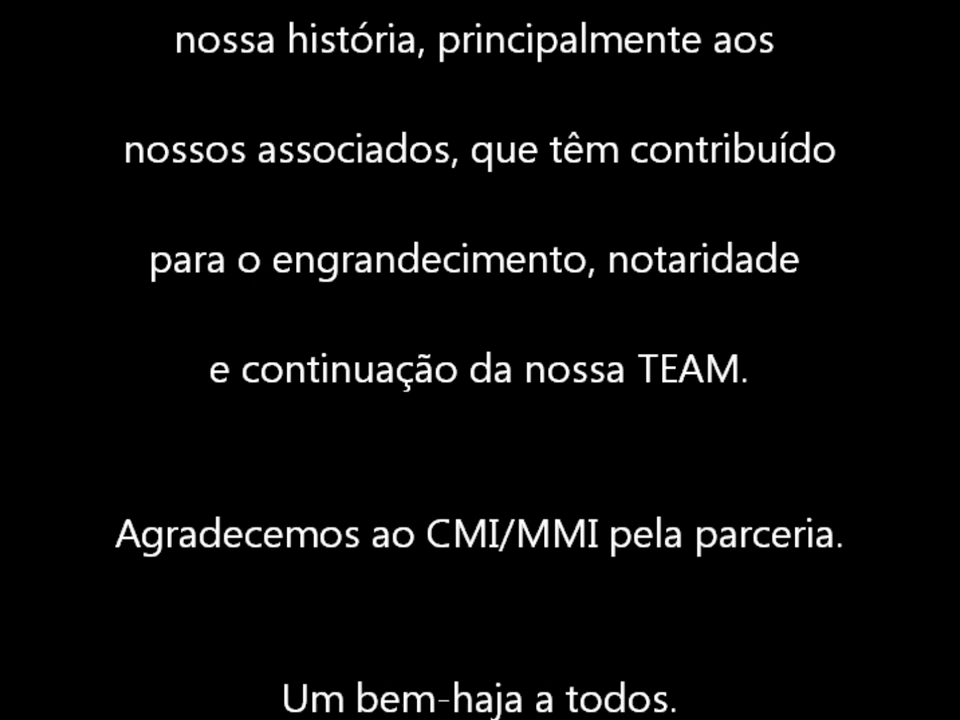 nossa história, principalmente aos
nossos associados, que têm contribuído
para o engrandecimento, notaridade
e continuação da nossa TEAM.
Agradecemos ao CMI/MMI pela parceria.
Um bem-haja a todos.